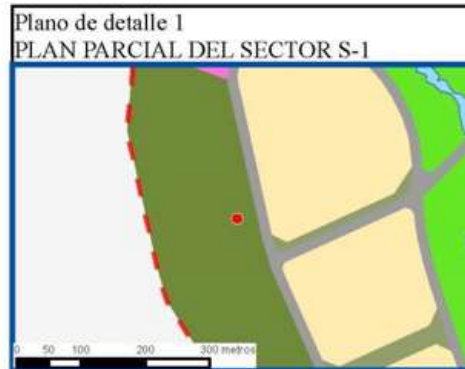 Plano de detalle 1
PLAN PARCIAL DEL SECTOR S-1
0 50 100 200 300 metros